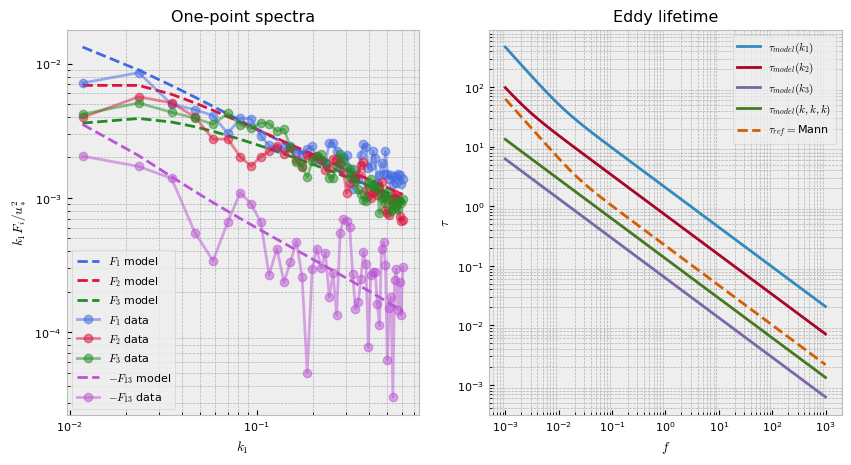 One-point spectra
k₁Fᵢ/u²⁎
10⁻²
10⁻³
10⁻⁴
F₁ model
F₂ model
F₃ model
F₁ data
F₂ data
F₃ data
−F₁₃ model
−F₁₃ data
10⁻²
10⁻¹
k₁
Eddy lifetime
τ
10²
10¹
10⁰
10⁻¹
10⁻²
10⁻³
τ_model(k₁)
τ_model(k₂)
τ_model(k₃)
τ_model(k, k, k)
τ_ref = Mann
10⁻³
10⁻²
10⁻¹
10⁰
10¹
10²
10³
f